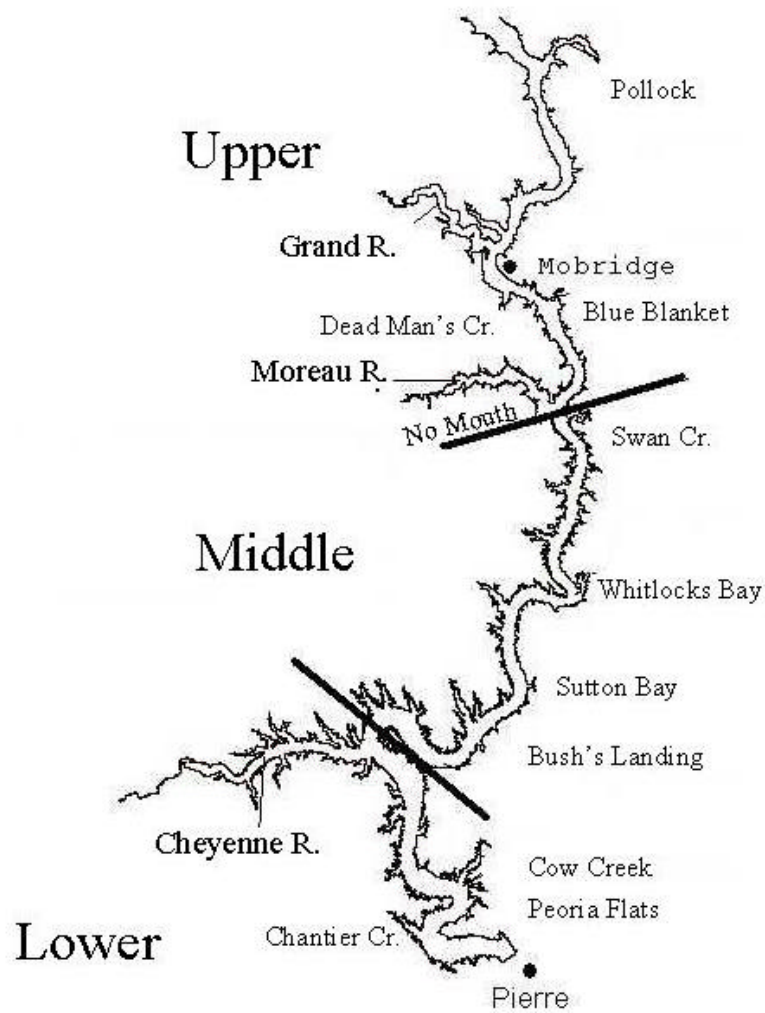 Pollock
Upper
Grand R.
Mobridge
Blue Blanket
Dead Man's Cr.
Moreau R.
No Mouth
Swan Cr.
Middle
Whitlocks Bay
Sutton Bay
Bush's Landing
Cheyenne R.
Cow Creek
Peoria Flats
Lower
Chantier Cr.
Pierre